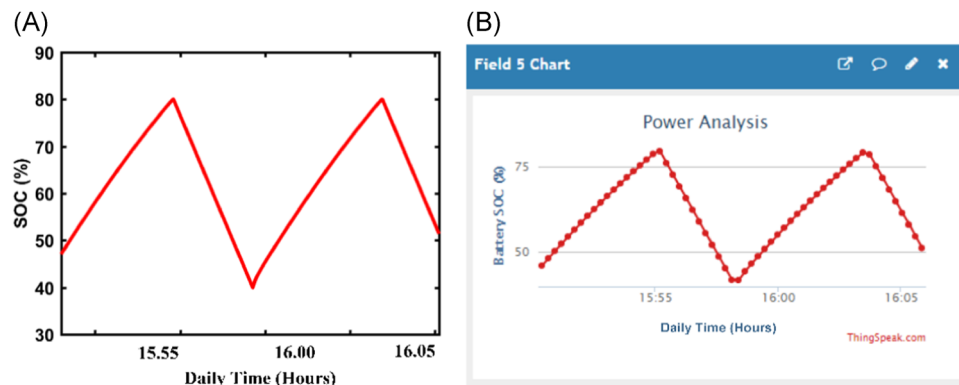 (A)
90
80
70
60
50
40
30
SOC (%)
15.55 16.00 16.05
Daily Time (Hours)
(B)
Field 5 Chart
Power Analysis
75
50
Battery SOC (%)
15:55 16:00 16:05
Daily Time (Hours)
ThingSpeak.com